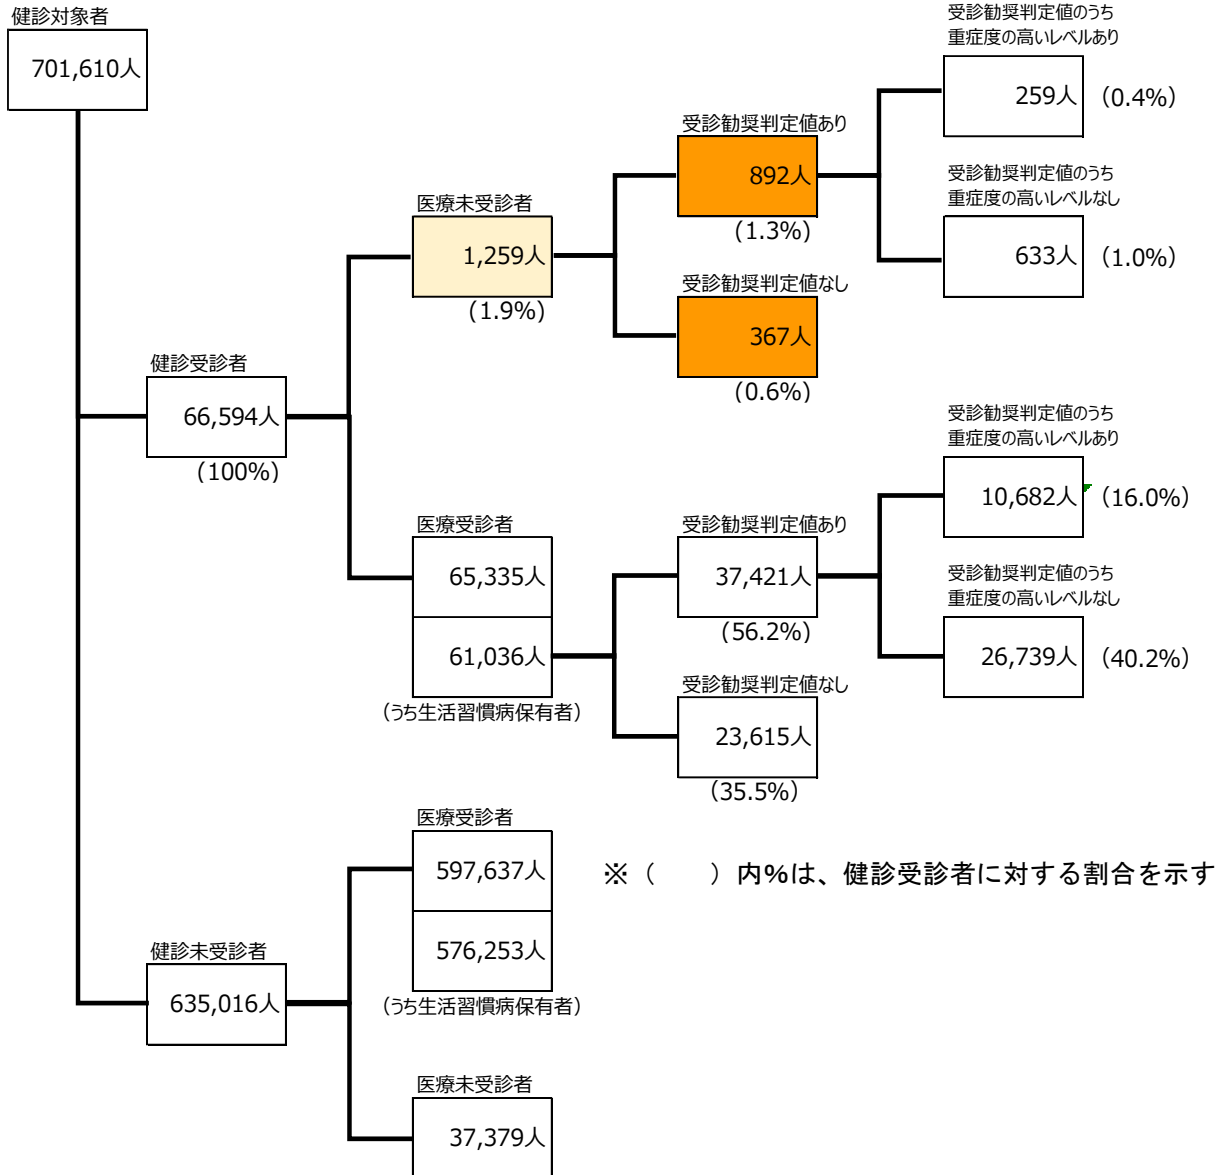 健診対象者
701,610人
健診受診者
66,594人
(100%)
医療未受診者
1,259人
(1.9%)
受診勧奨判定値あり
892人
(1.3%)
受診勧奨判定値のうち
重症度の高いレベルあり
259人 (0.4%)
受診勧奨判定値のうち
重症度の高いレベルなし
633人 (1.0%)
受診勧奨判定値なし
367人
(0.6%)
医療受診者
65,335人
61,036人
(うち生活習慣病保有者)
受診勧奨判定値あり
37,421人
(56.2%)
受診勧奨判定値のうち
重症度の高いレベルあり
10,682人 (16.0%)
受診勧奨判定値のうち
重症度の高いレベルなし
26,739人 (40.2%)
受診勧奨判定値なし
23,615人
(35.5%)
健診未受診者
635,016人
医療受診者
597,637人
576,253人
(うち生活習慣病保有者)
医療未受診者
37,379人
※（　　）内%は、健診受診者に対する割合を示す